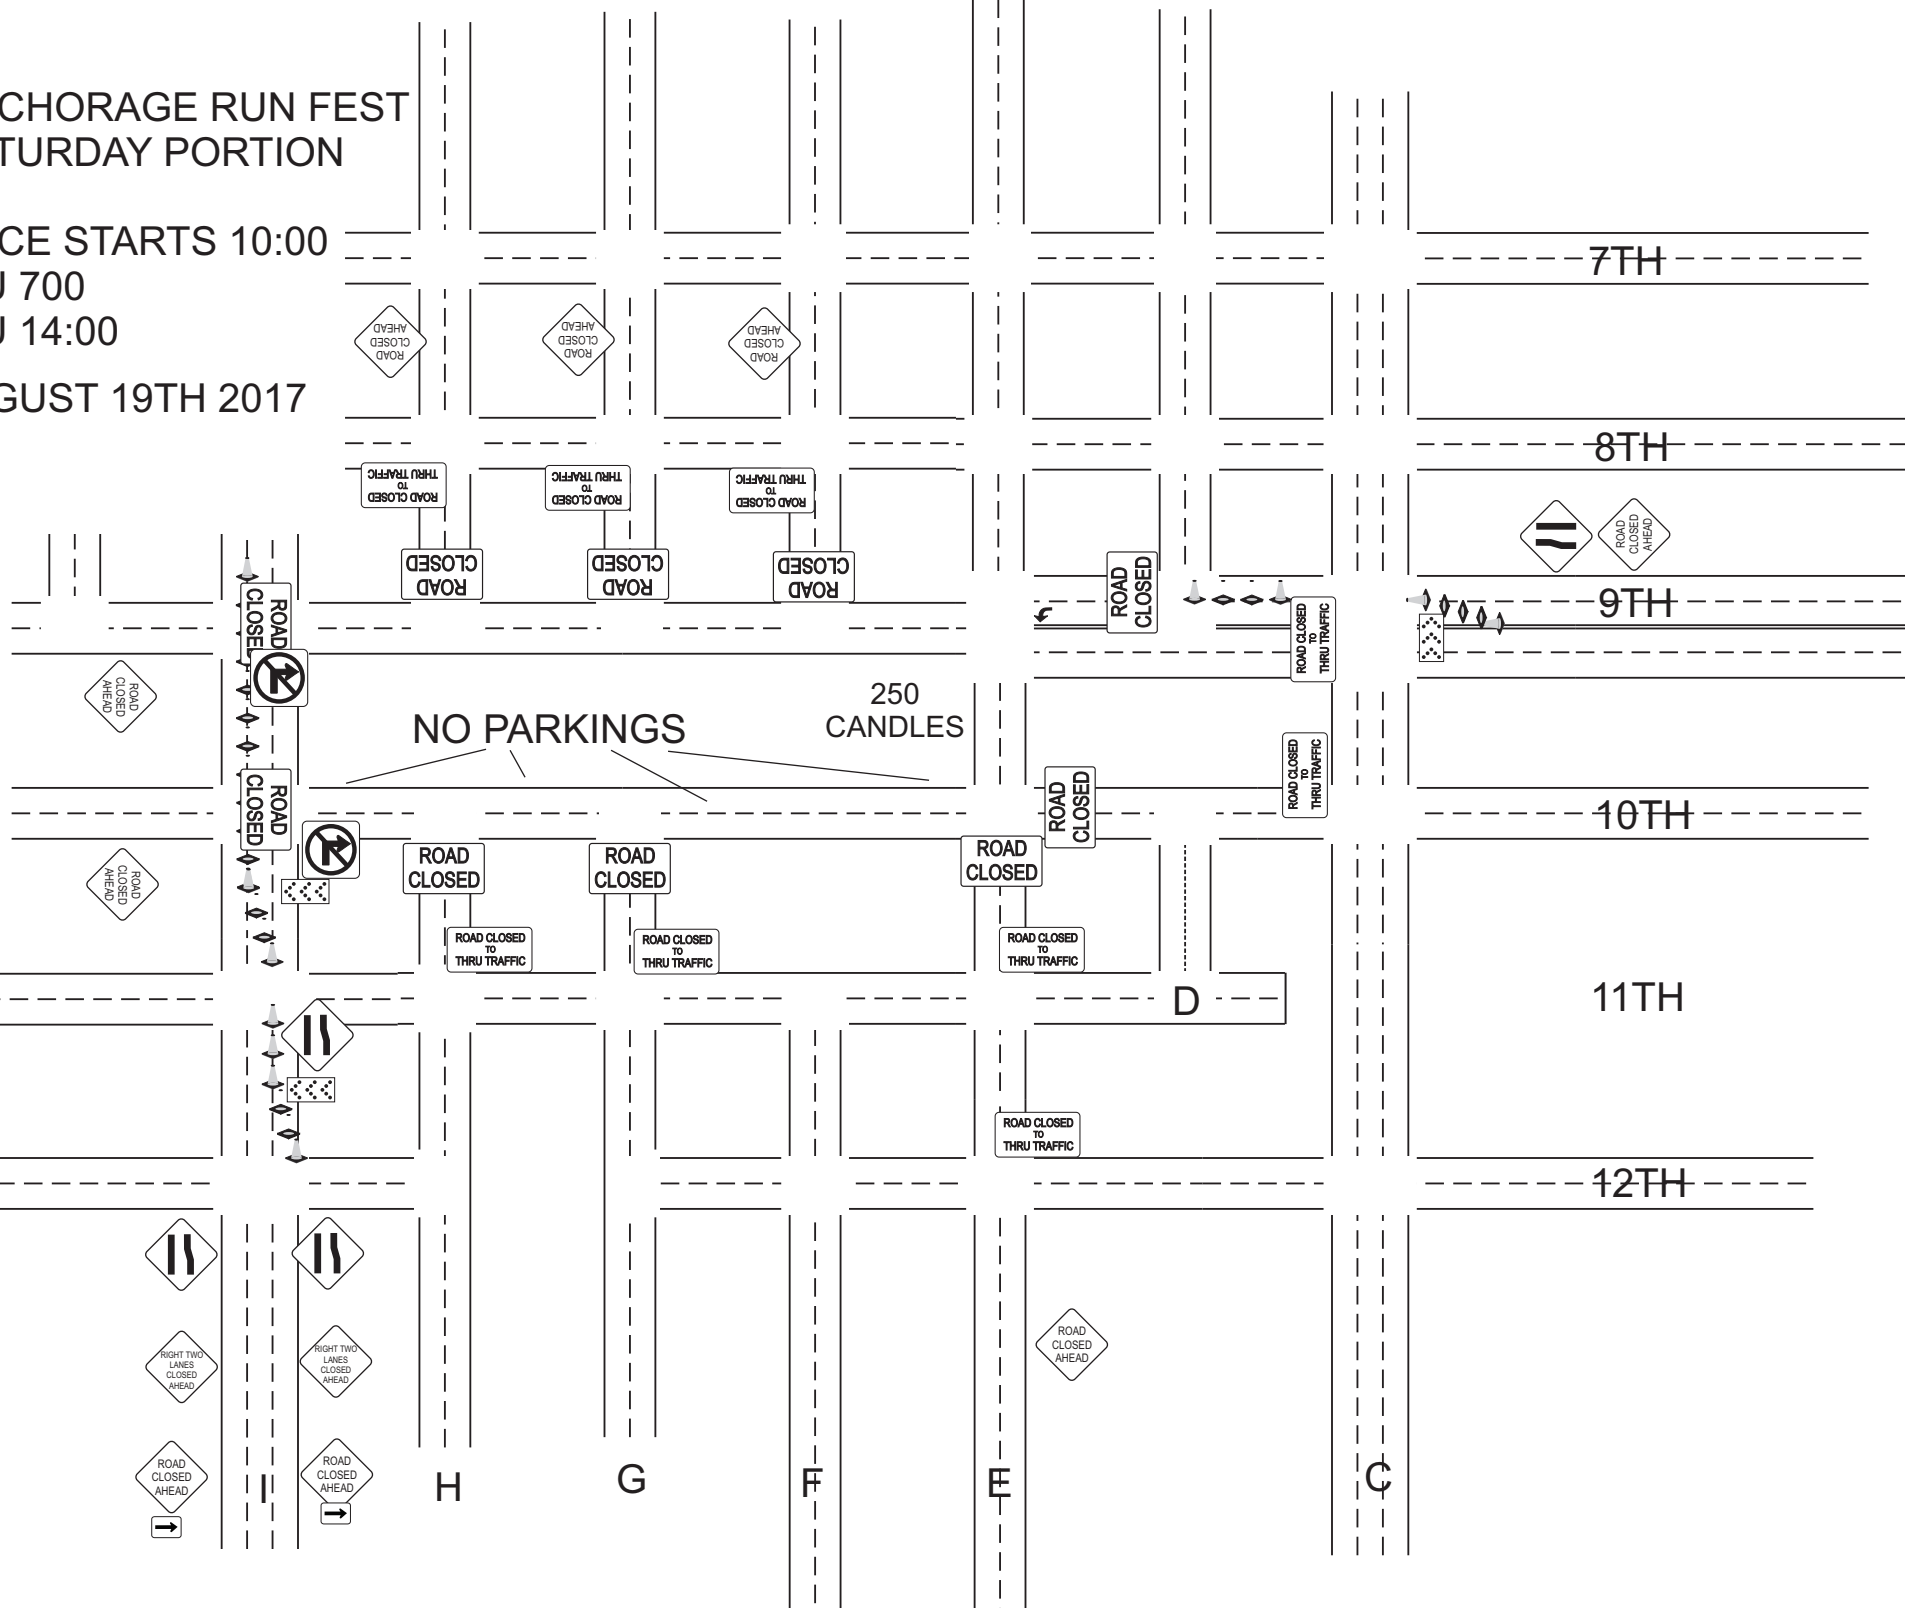 CHORAGE RUN FEST
TURDAY PORTION
CE STARTS 10:00
U 700
U 14:00
GUST 19TH 2017
7TH
ROAD
CLOSED
AHEAD
ROAD
CLOSED
AHEAD
ROAD
CLOSED
AHEAD
8TH
ROAD CLOSED
TO
THRU TRAFFIC
ROAD CLOSED
TO
THRU TRAFFIC
ROAD CLOSED
TO
THRU TRAFFIC
ROAD
CLOSED
AHEAD
ROAD
CLOSED
ROAD
CLOSED
ROAD
CLOSED
ROAD
CLOSED
ROAD
CLOSED
ROAD CLOSED
TO
THRU TRAFFIC
9TH
ROAD
CLOSED
AHEAD
250
CANDLES
NO PARKINGS
ROAD CLOSED
TO
THRU TRAFFIC
ROAD
CLOSED
ROAD
CLOSED
10TH
ROAD
CLOSED
AHEAD
ROAD
CLOSED
ROAD
CLOSED
ROAD
CLOSED
ROAD CLOSED
TO
THRU TRAFFIC
ROAD CLOSED
TO
THRU TRAFFIC
ROAD CLOSED
TO
THRU TRAFFIC
D
11TH
ROAD CLOSED
TO
THRU TRAFFIC
12TH
RIGHT TWO
LANES
CLOSED
AHEAD
RIGHT TWO
LANES
CLOSED
AHEAD
ROAD
CLOSED
AHEAD
ROAD
CLOSED
AHEAD
ROAD
CLOSED
AHEAD
I
H
G
F
E
C